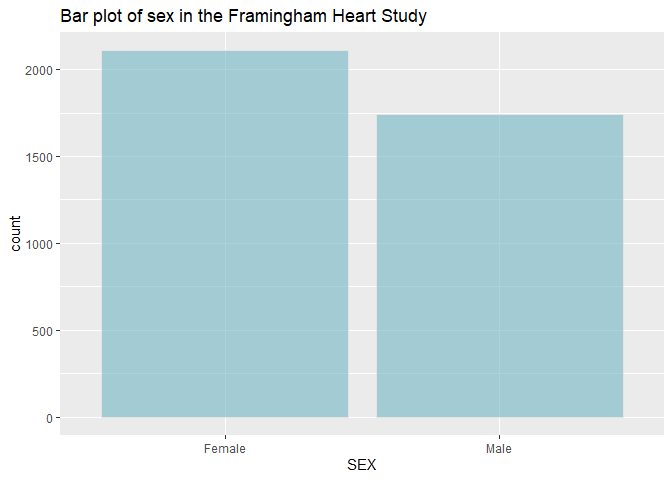 Bar plot of sex in the Framingham Heart Study
2000
1500
1000
500
0
count
Female Male
SEX